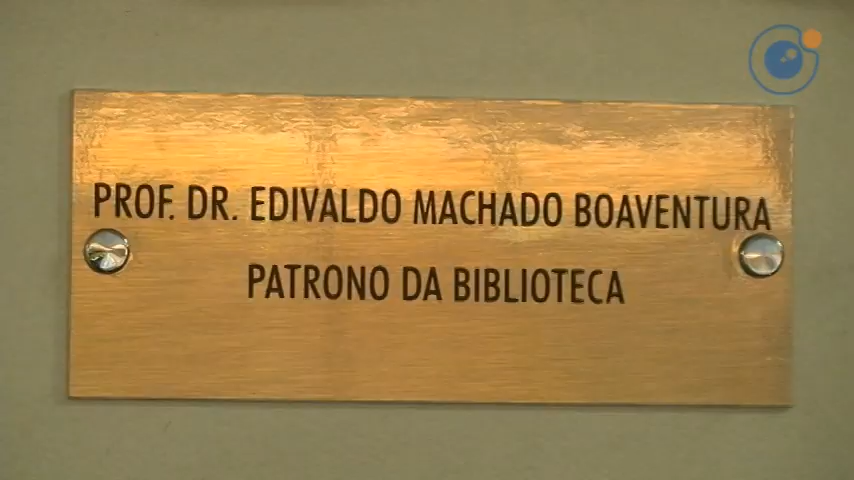 PROF. DR. EDIVALDO MACHADO BOAVENTURA
PATRONO DA BIBLIOTECA